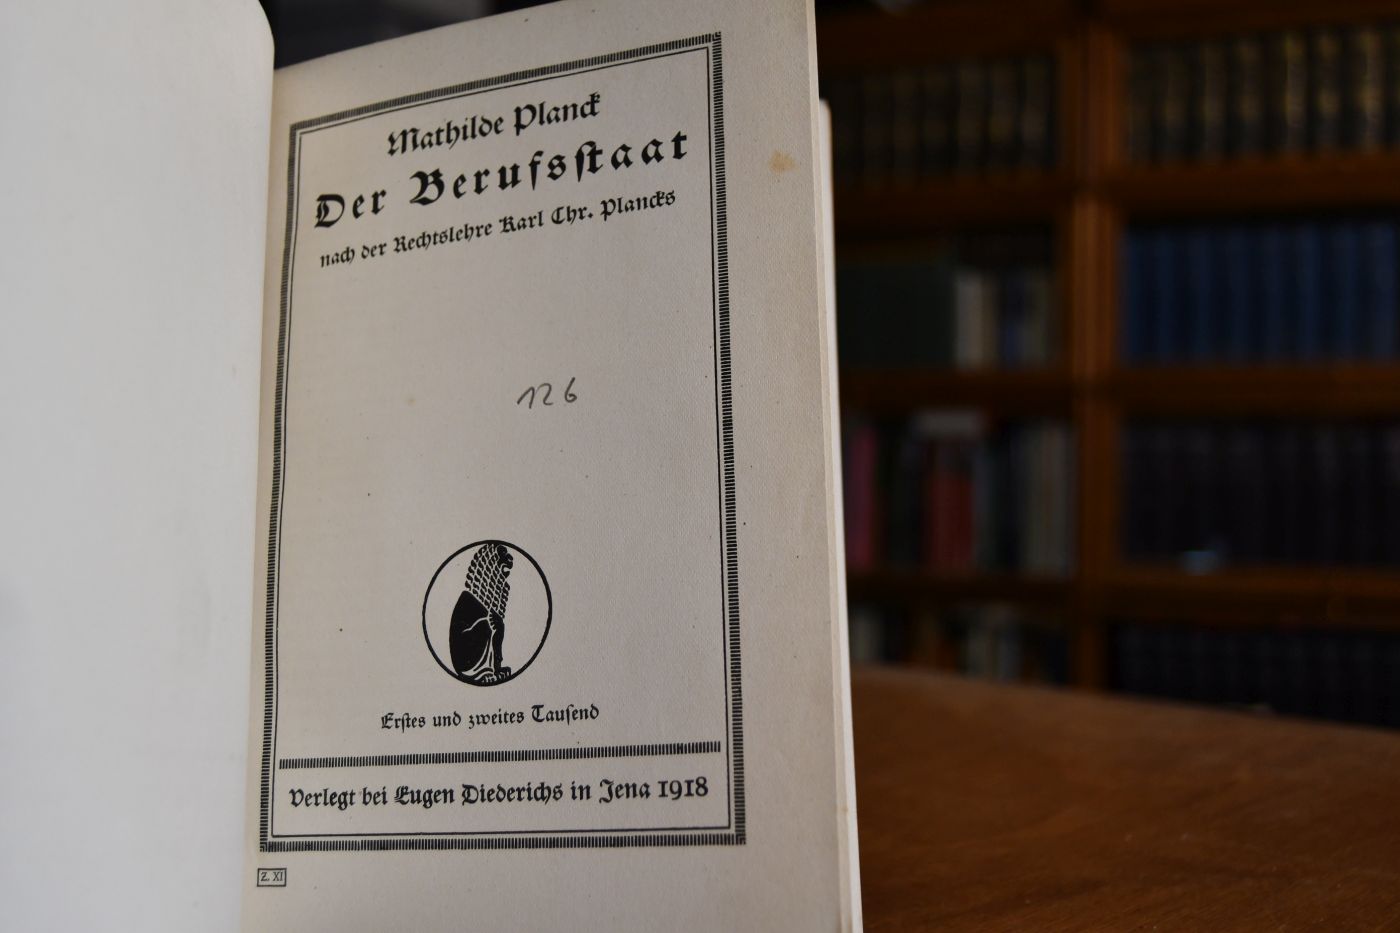 Mathilde Planck
Der Berufsstaat
nach der Rechtslehre Karl Chr. Plancks
126
Erstes und zweites Tausend
Verlegt bei Eugen Diederichs in Jena 1918
Z. XI